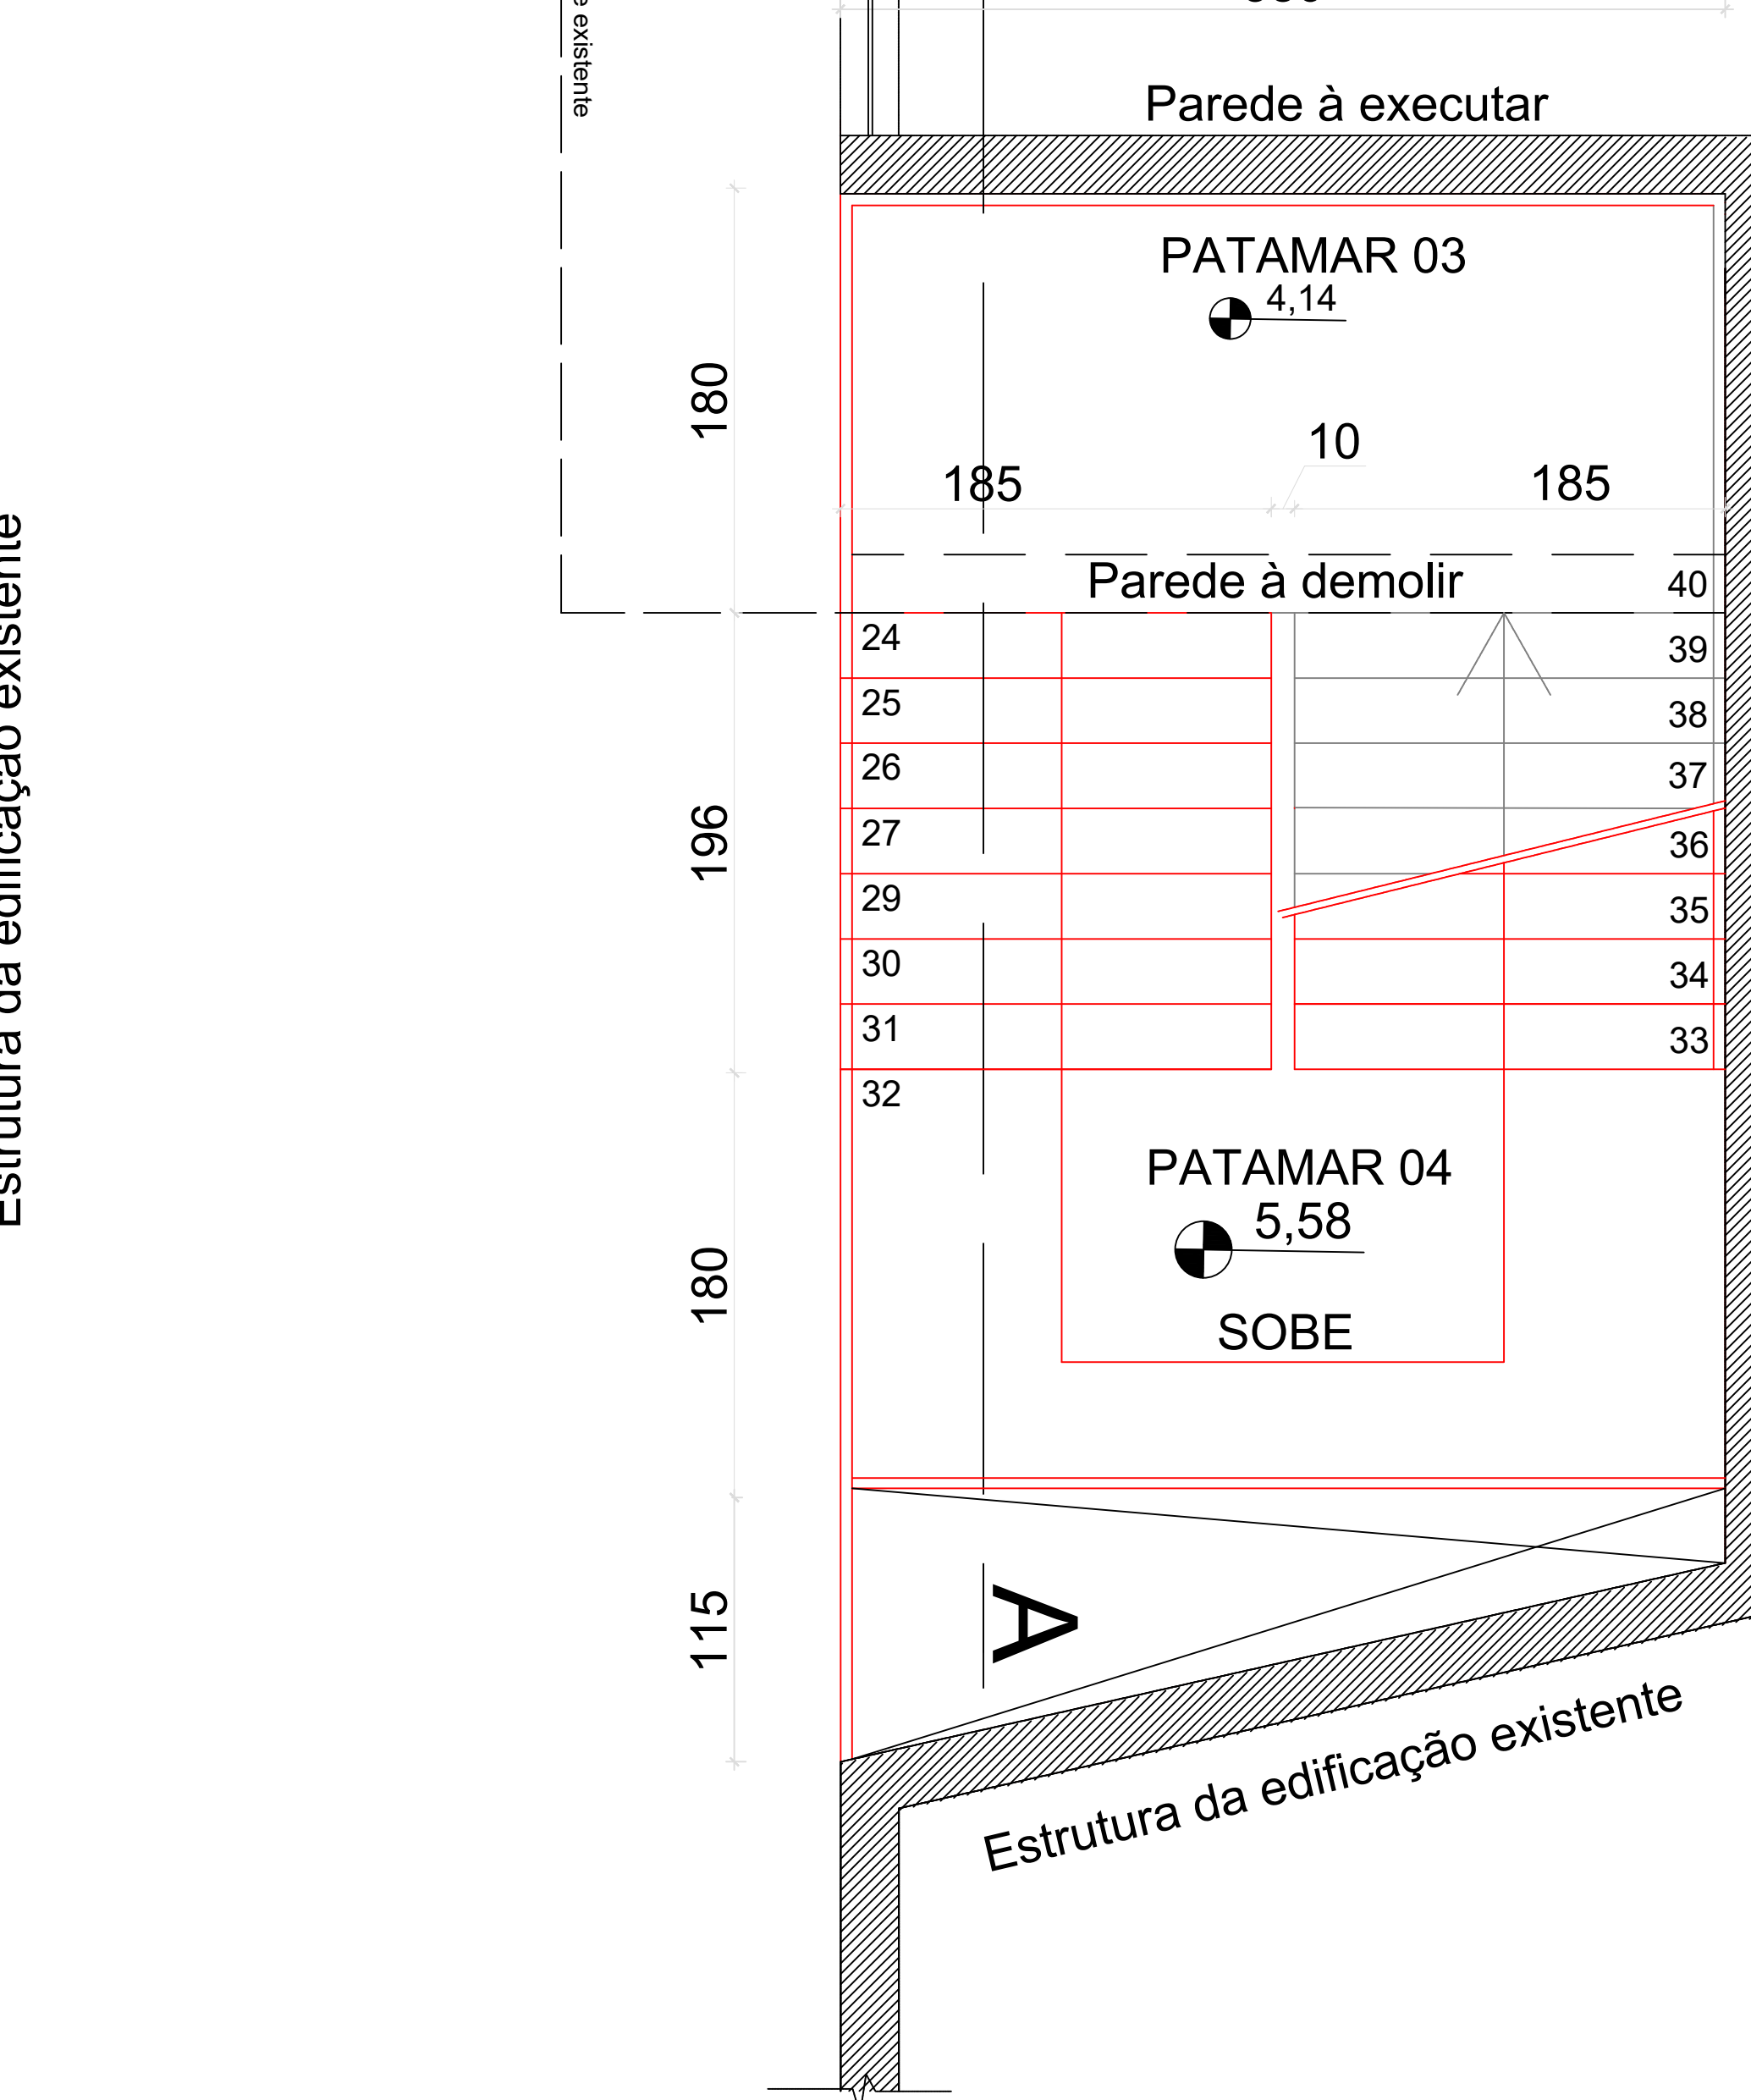 existente
Parede à executar
PATAMAR 03
4,14
180
10
185
185
Parede à demolir
40
24
39
25
38
26
37
196
27
36
29
35
30
34
31
33
32
PATAMAR 04
5,58
180
SOBE
115
A
Estrutura da edificação existente
Estrutura da edificação existente